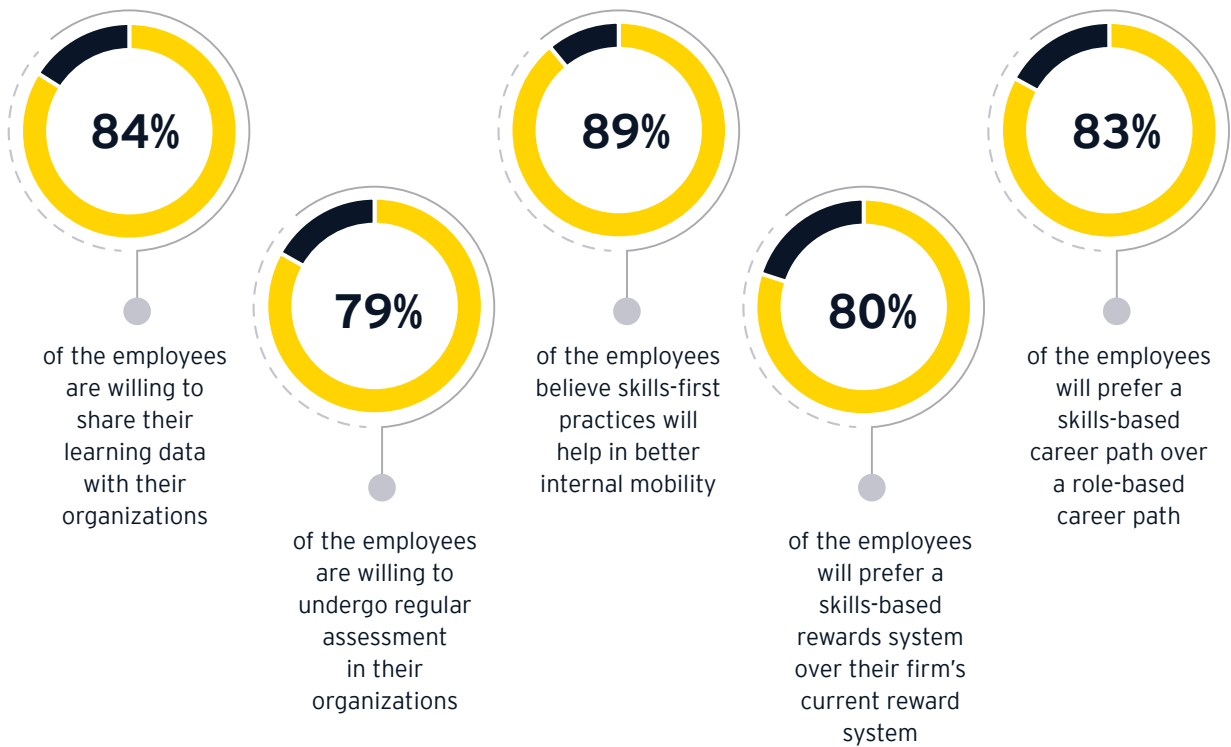 84%
of the employees
are willing to
share their
learning data
with their
organizations
79%
of the employees
are willing to
undergo regular
assessment
in their
organizations
89%
of the employees
believe skills-first
practices will
help in better
internal mobility
80%
of the employees
will prefer a
skills-based
rewards system
over their firm's
current reward
system
83%
of the employees
will prefer a
skills-based
career path over
a role-based
career path